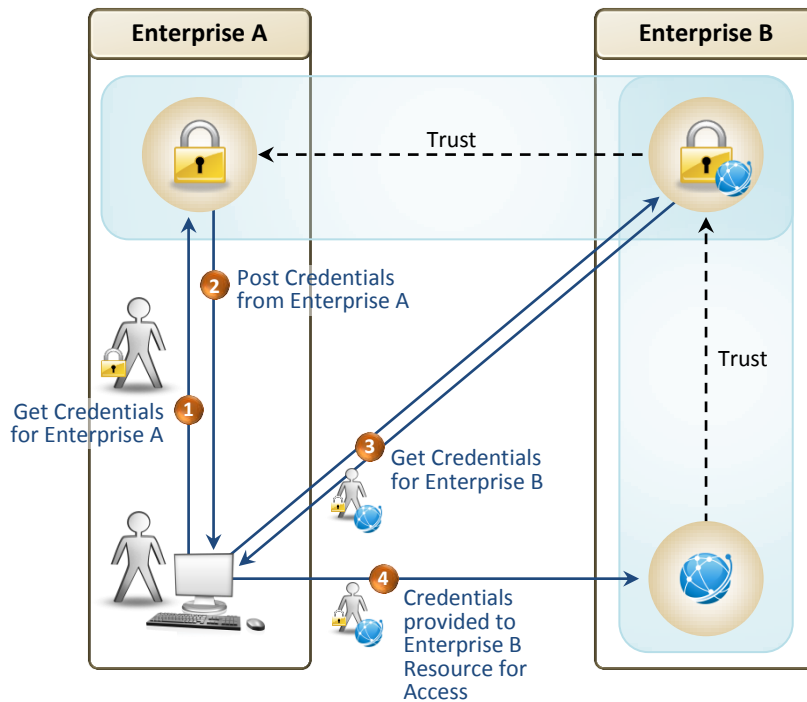 Enterprise A
Enterprise B
Trust
2
Post Credentials
from Enterprise A
Trust
1
Get Credentials
for Enterprise A
3
Get Credentials
for Enterprise B
4
Credentials
provided to
Enterprise B
Resource for
Access